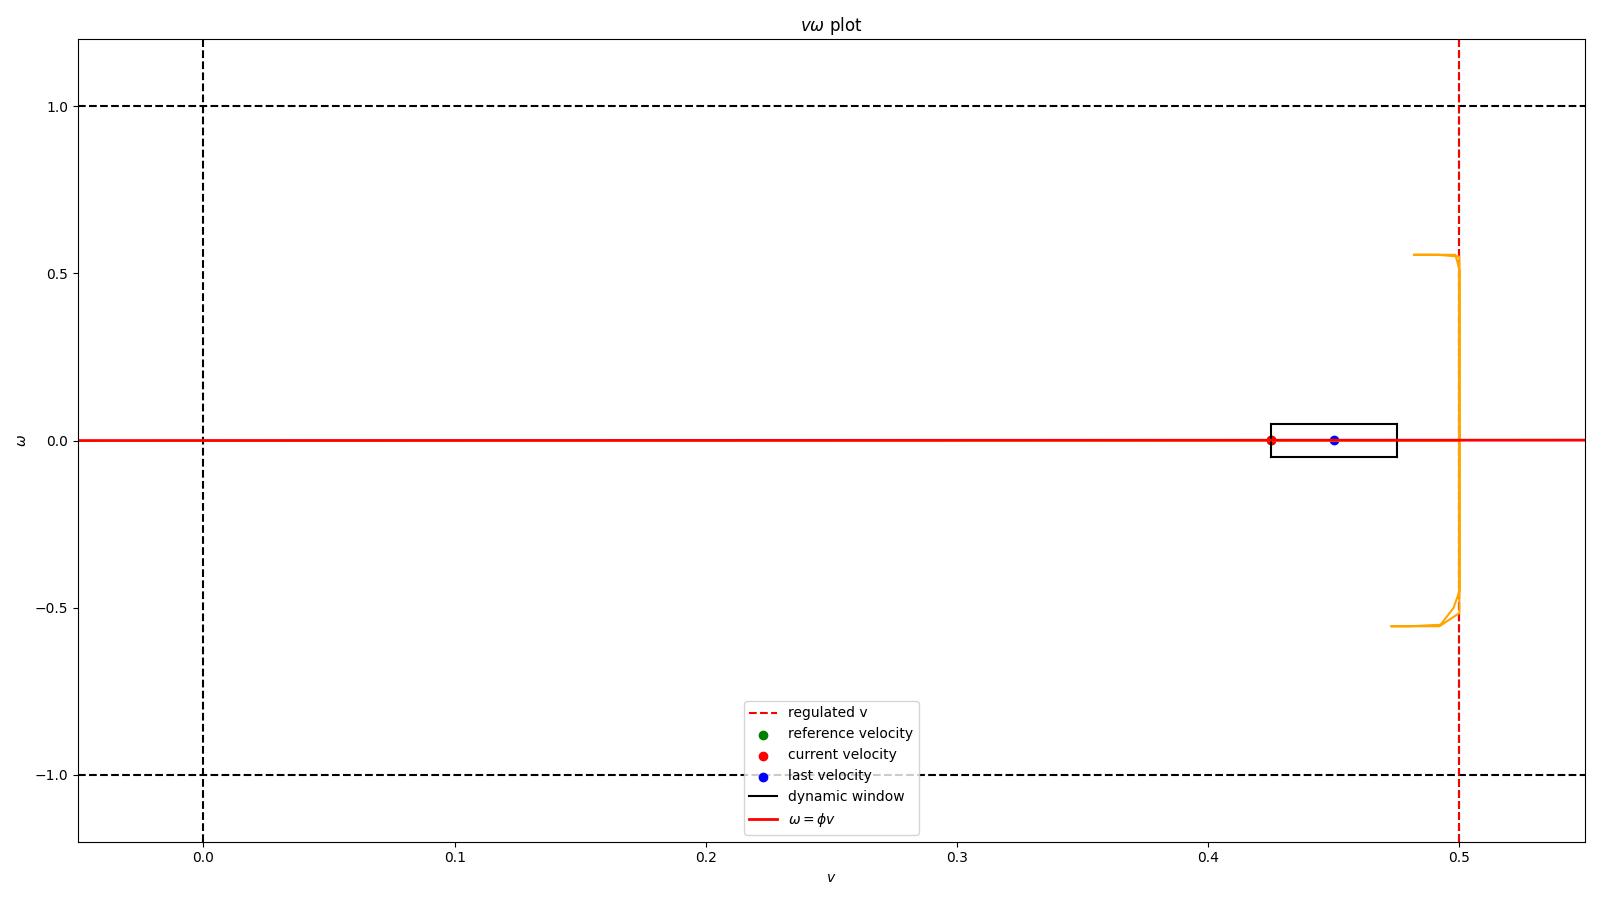 vω plot
1.0
0.5
0.0
−0.5
−1.0
ω
0.0 0.1 0.2 0.3 0.4 0.5
v
regulated v
reference velocity
current velocity
last velocity
dynamic window
ω = ϕv